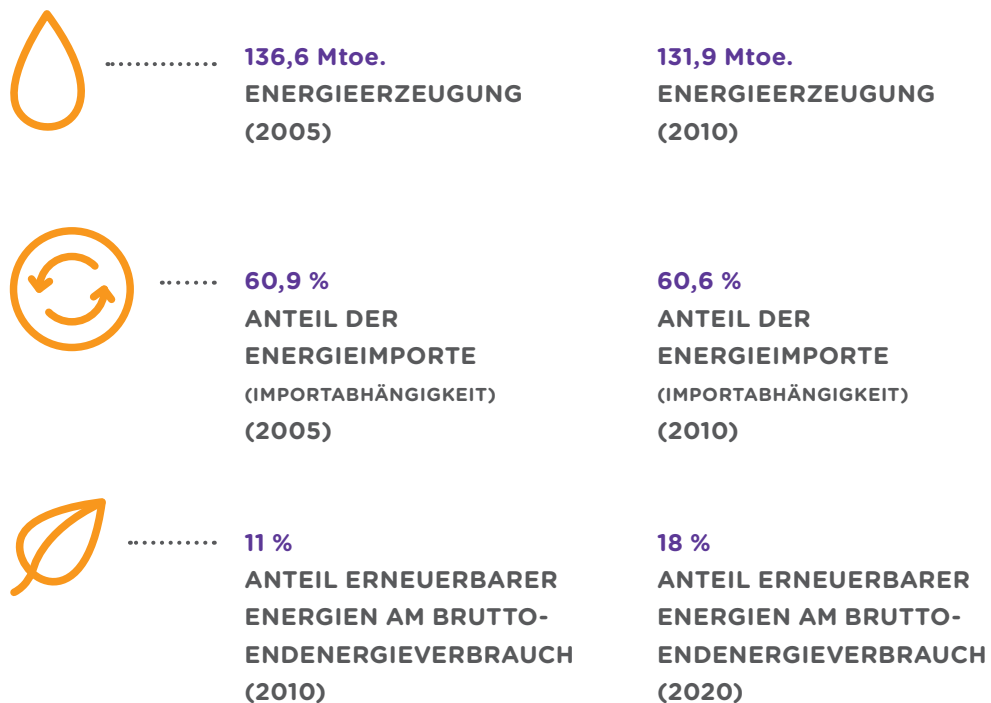 136,6 Mtoe.
ENERGIEERZEUGUNG
(2005)
131,9 Mtoe.
ENERGIEERZEUGUNG
(2010)
60,9 %
ANTEIL DER
ENERGIEIMPORTE
(IMPORTABHÄNGIGKEIT)
(2005)
60,6 %
ANTEIL DER
ENERGIEIMPORTE
(IMPORTABHÄNGIGKEIT)
(2010)
11 %
ANTEIL ERNEUERBARER
ENERGIEN AM BRUTTO-
ENDENERGIEVERBRAUCH
(2010)
18 %
ANTEIL ERNEUERBARER
ENERGIEN AM BRUTTO-
ENDENERGIEVERBRAUCH
(2020)